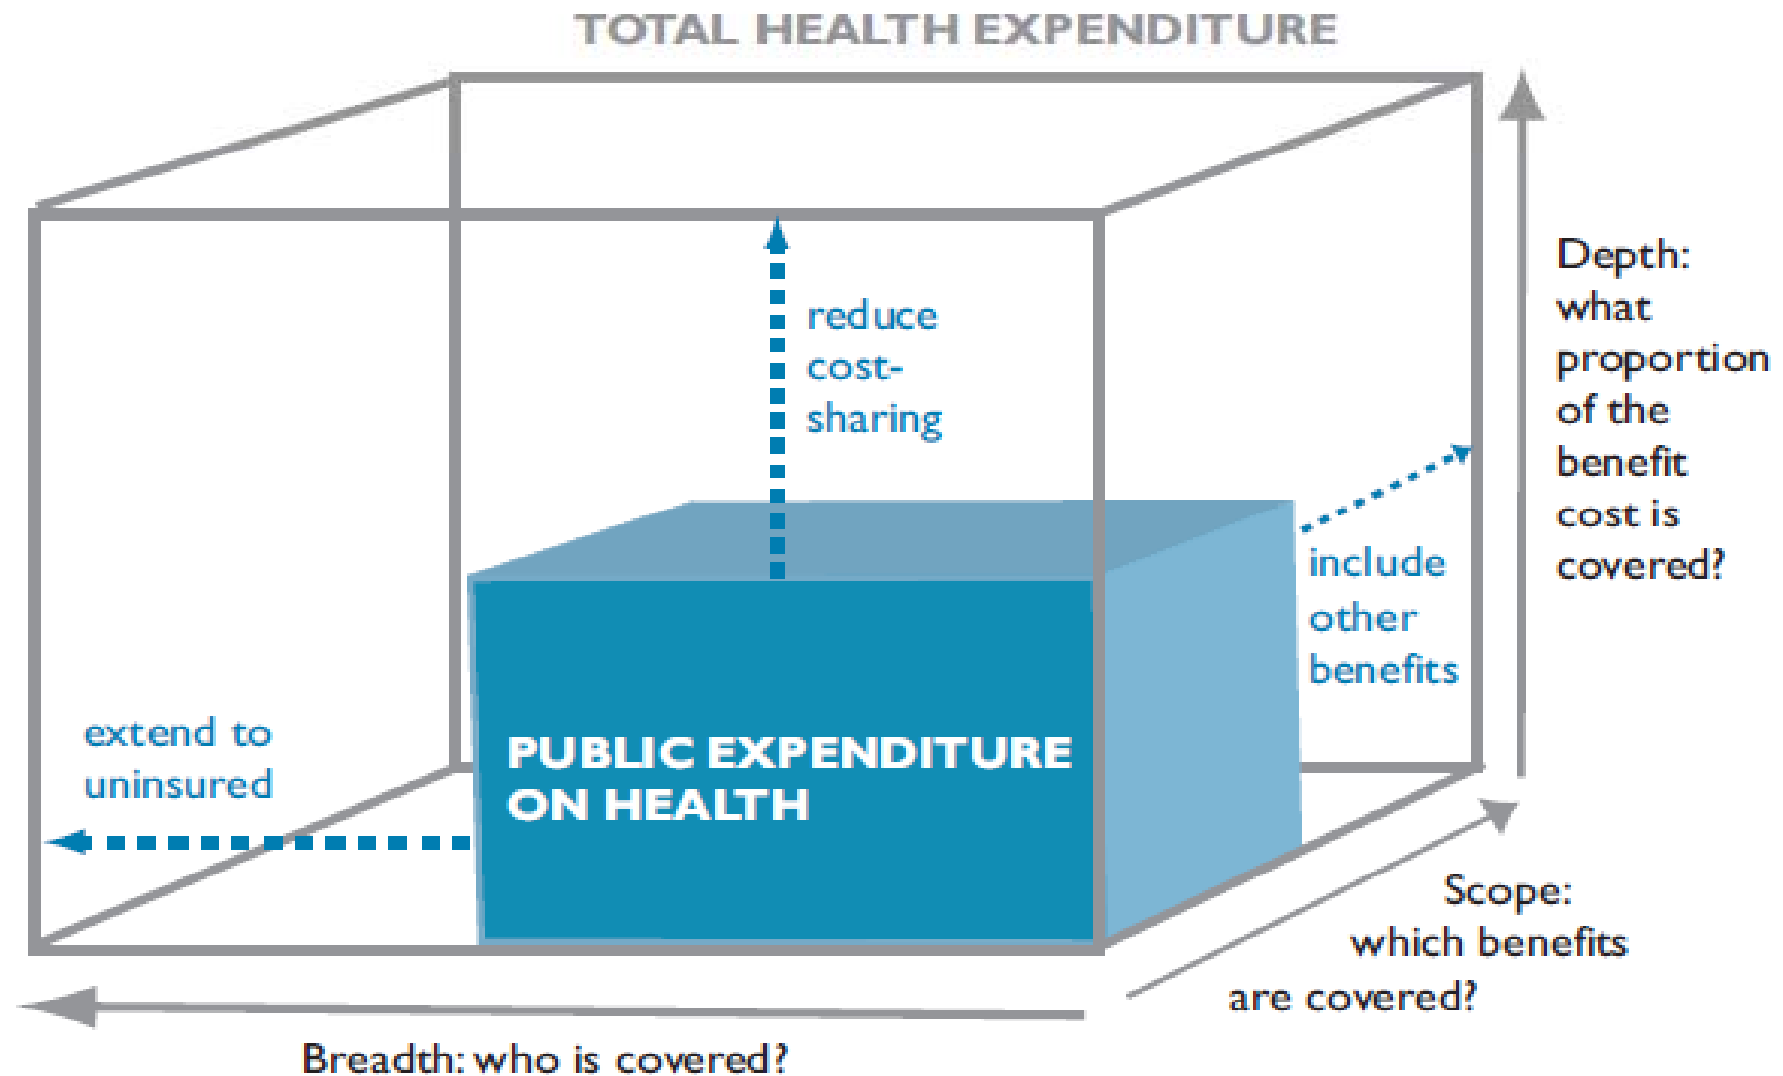 TOTAL HEALTH EXPENDITURE
reduce
cost-
sharing
Depth:
what
proportion
of the
benefit
cost is
covered?
include
other
benefits
extend to
uninsured
PUBLIC EXPENDITURE
ON HEALTH
Scope:
which benefits
are covered?
Breadth: who is covered?